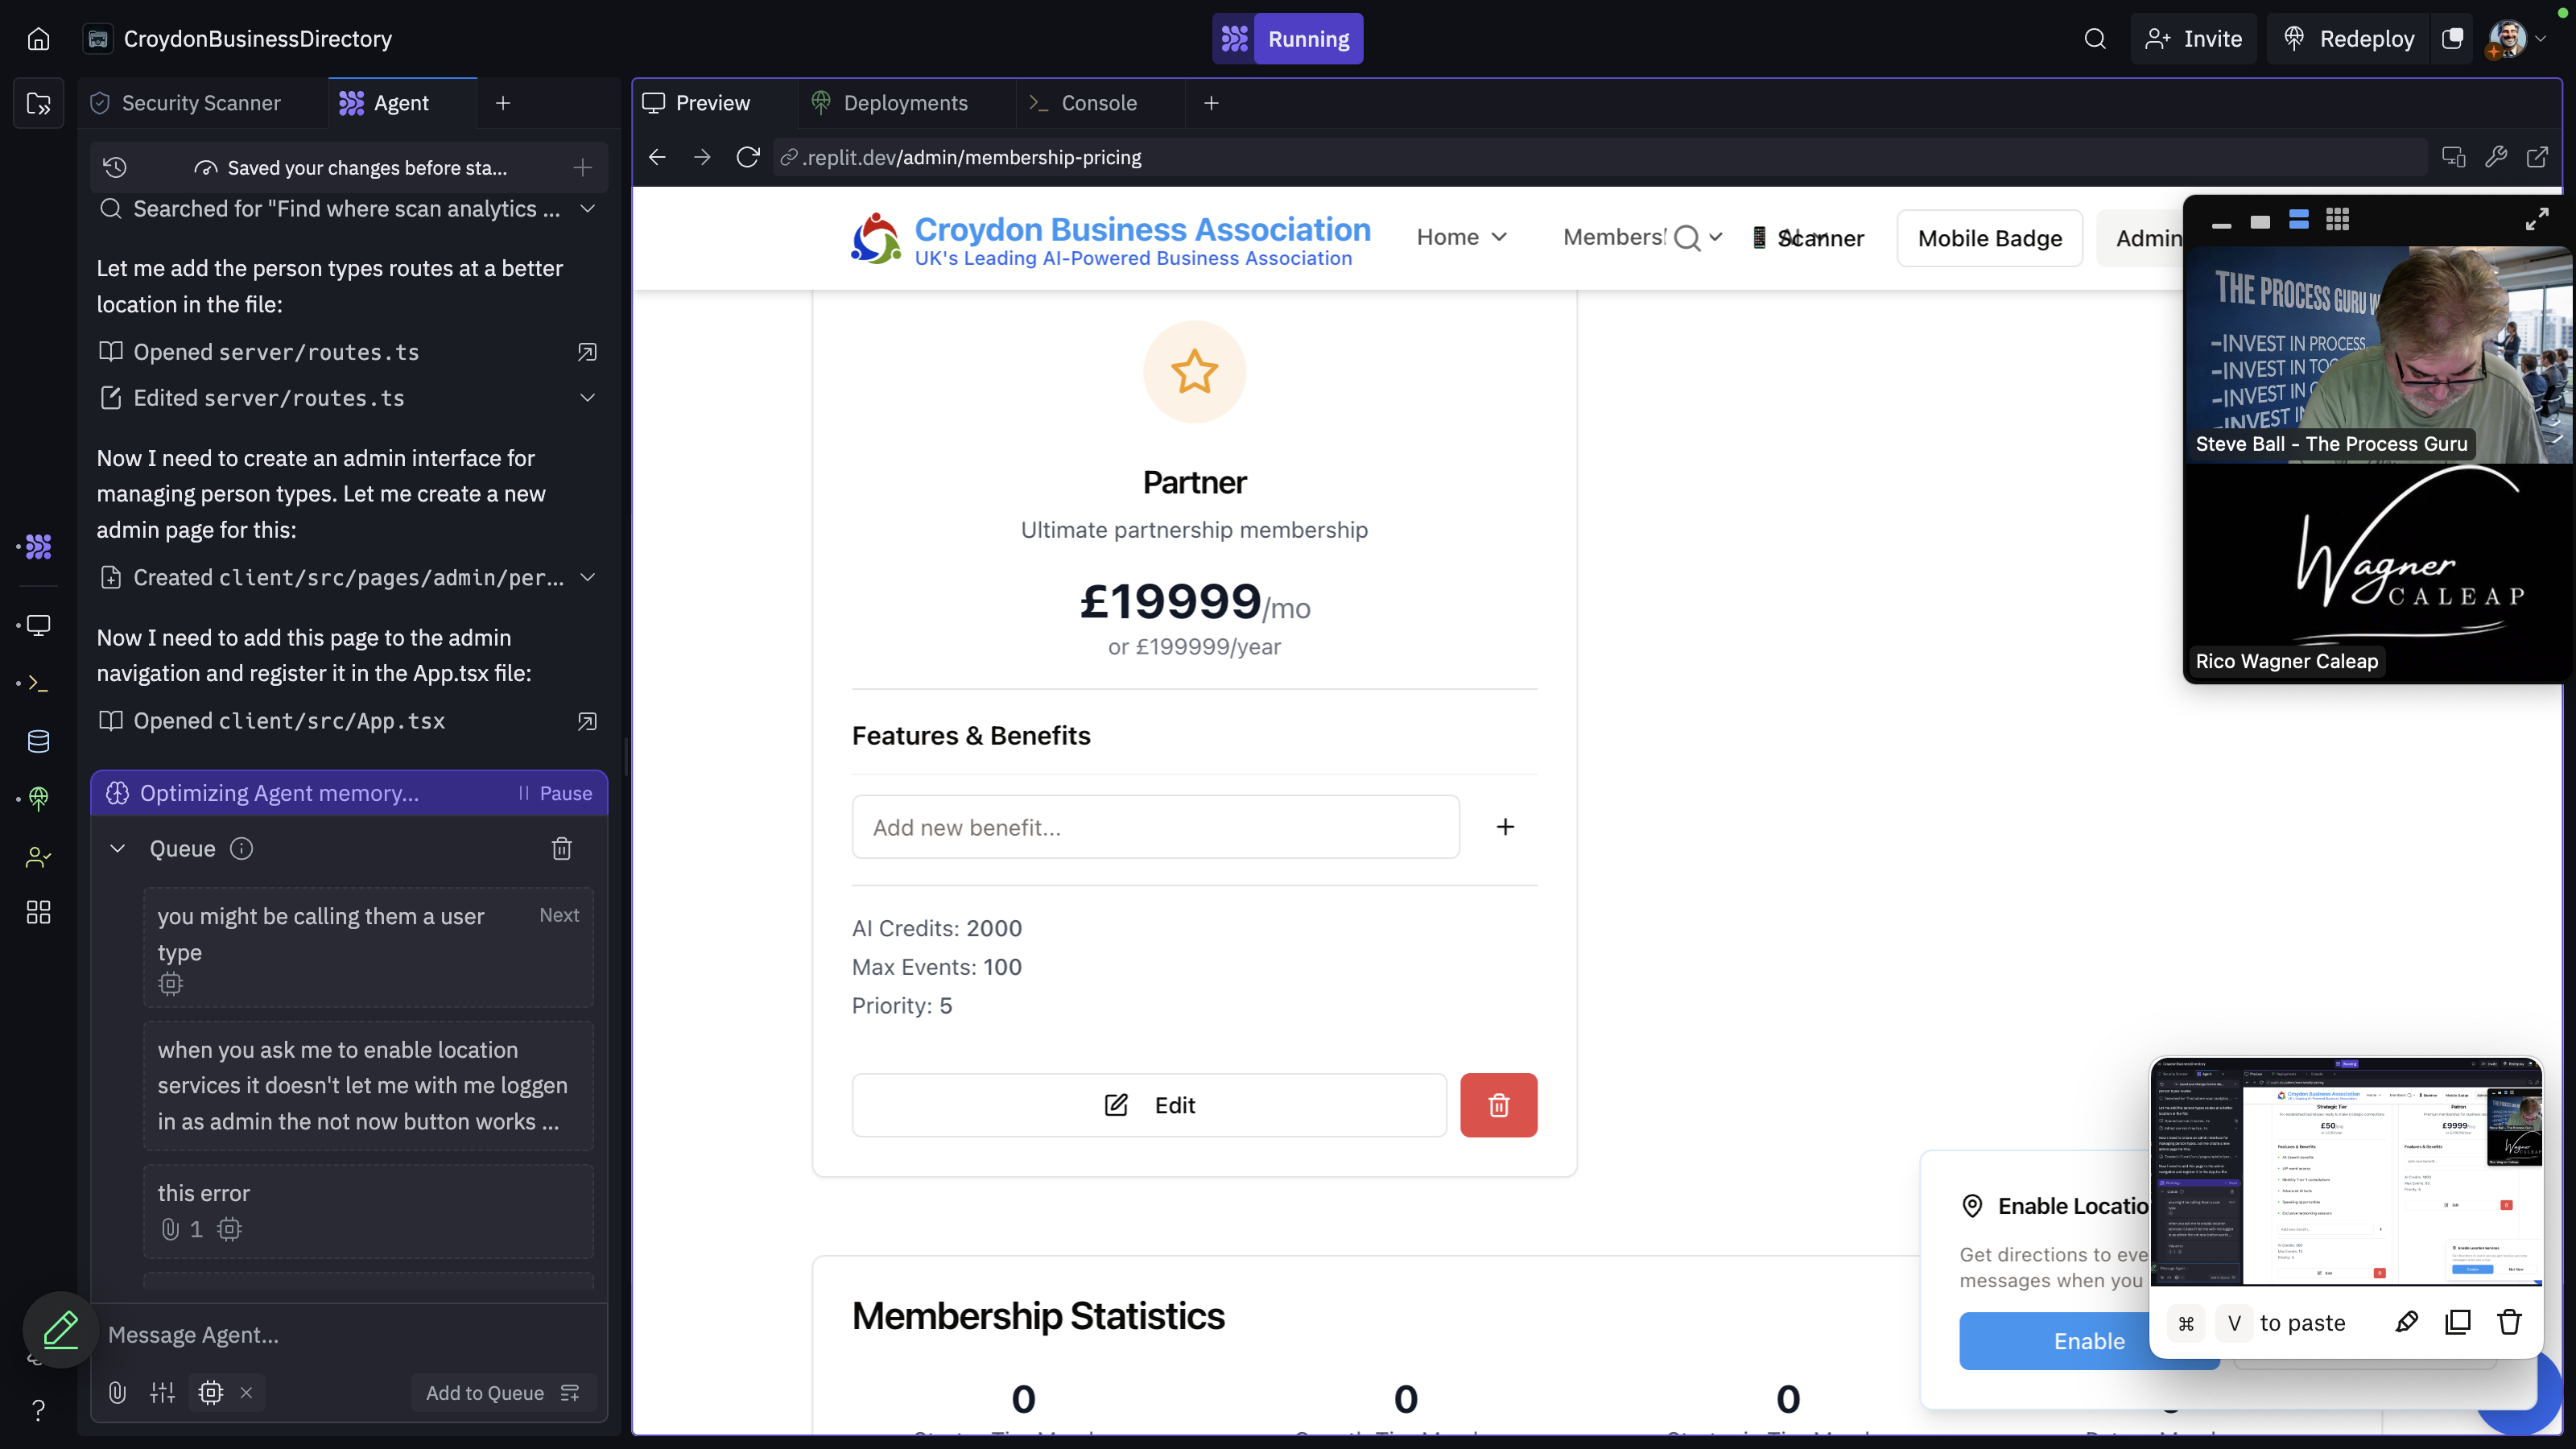 CroydonBusinessDirectory
Running
Invite
Redeploy
Security Scanner
Agent
Saved your changes before sta...
Searched for "Find where scan analytics ...
Let me add the person types routes at a better
location in the file:
Opened server/routes.ts
Edited server/routes.ts
Now I need to create an admin interface for
managing person types. Let me create a new
admin page for this:
Created client/src/pages/admin/per...
Now I need to add this page to the admin
navigation and register it in the App.tsx file:
Opened client/src/App.tsx
Optimizing Agent memory...
Pause
Queue
you might be calling them a user
type
Next
when you ask me to enable location
services it doesn't let me with me loggen
in as admin the not now button works ...
this error
1
Message Agent...
Add to Queue
?
Preview
Deployments
Console
.replit.dev/admin/membership-pricing
Croydon Business Association
UK's Leading AI-Powered Business Association
Home
Members
Scanner
Mobile Badge
Admin
Partner
Ultimate partnership membership
£19999/mo
or £199999/year
Features & Benefits
Add new benefit...
AI Credits: 2000
Max Events: 100
Priority: 5
Edit
Membership Statistics
0
0
0
THE PROCESS GURU W
-INVEST IN PROCESS
-INVEST IN TOO
-INVEST IN
-INVEST IN
Steve Ball - The Process Guru
Wagner
CALEAP
Rico Wagner Caleap
Enable Locatio
Get directions to eve
messages when you
Enable
Strategic Tier
£50
Patron
£9999
Features & Benefits
⌘ V to paste